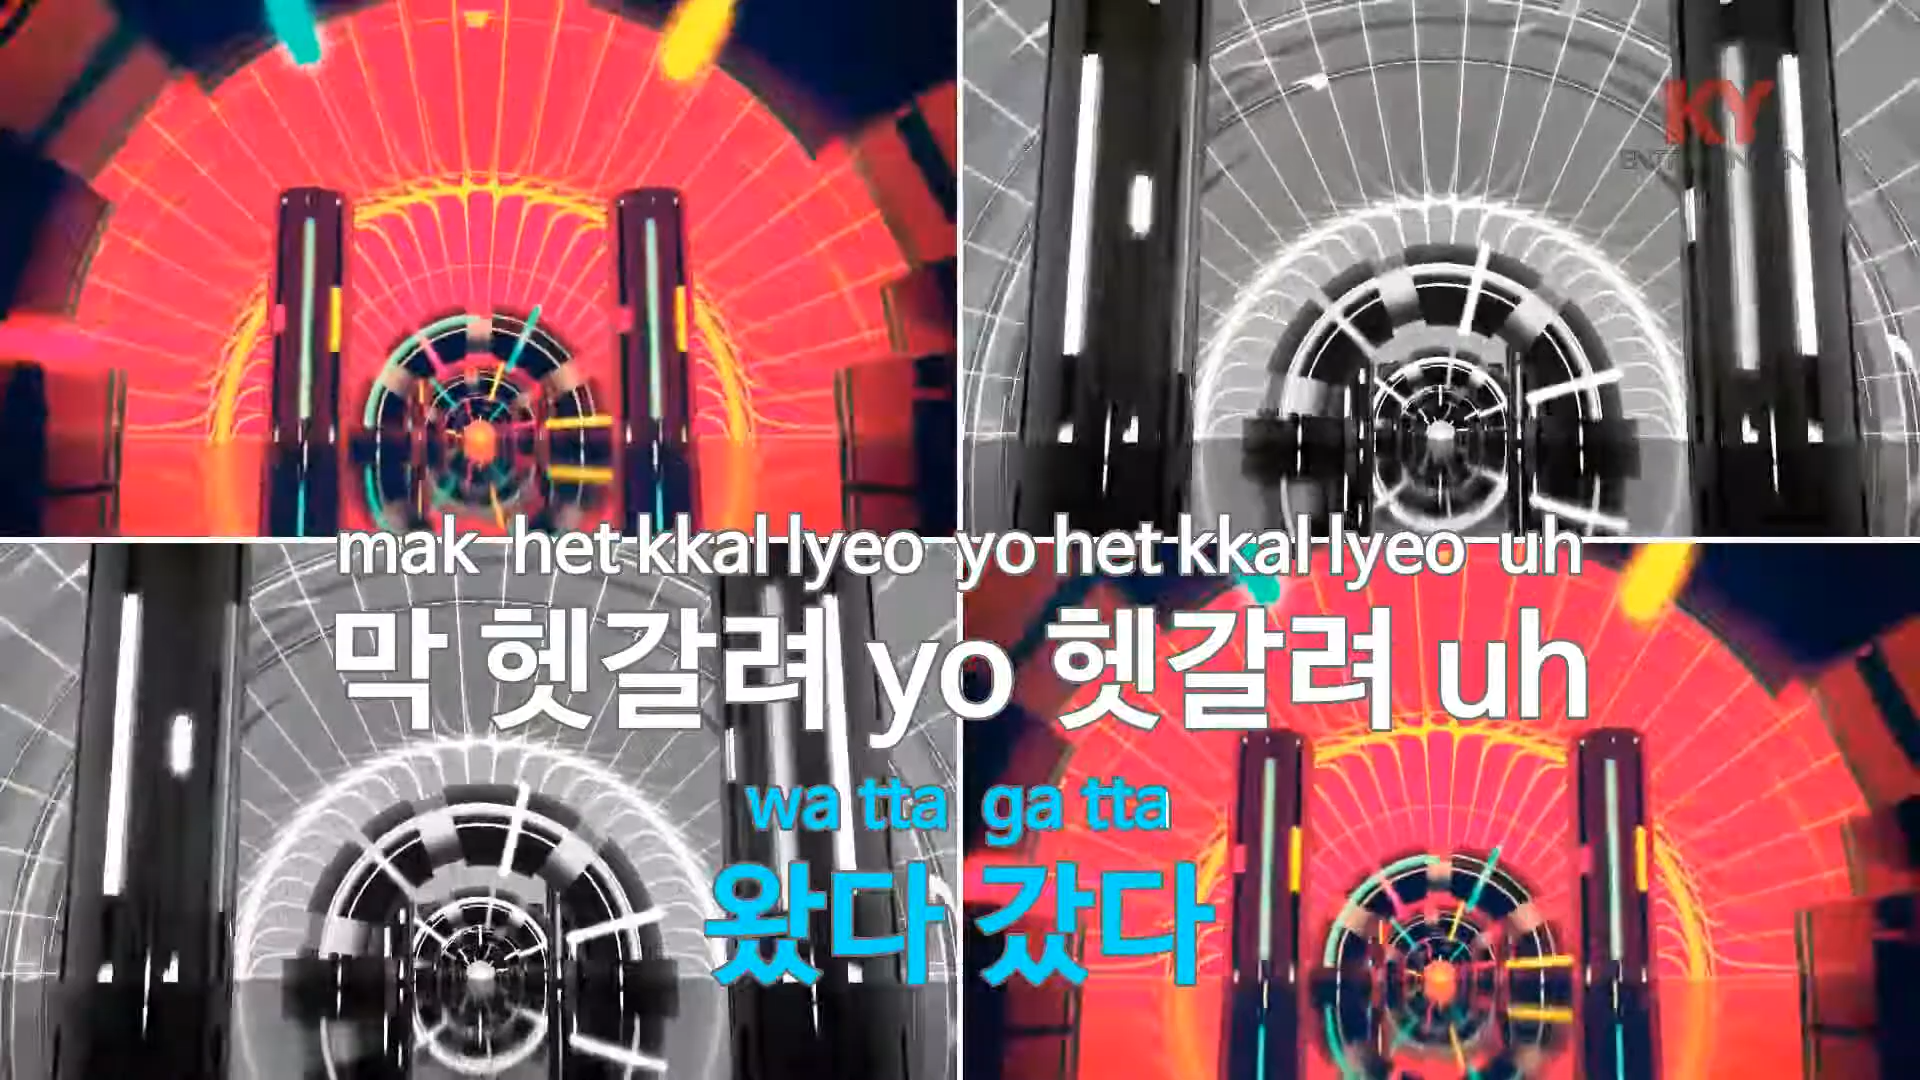 KY
ENTERTAINMENT
mak het kkal lyeo yo het kkal lyeo uh
막 헷갈려 yo 헷갈려 uh
wa tta ga tta
왔다 갔다